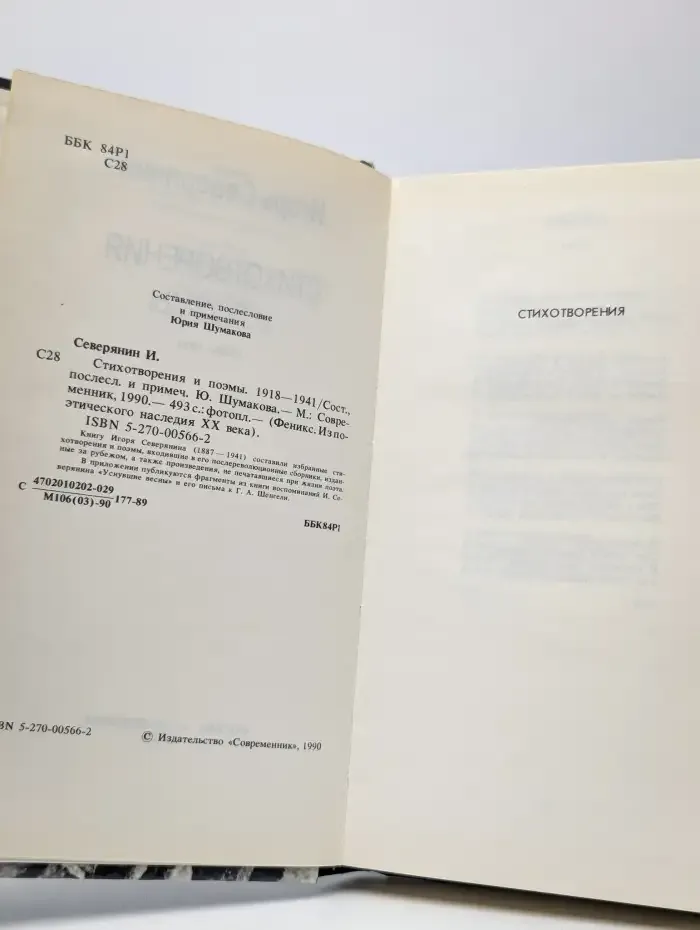 ББК 84Р1
С28
Составление, послесловие
и примечания
Юрия Шумакова
Северянин И.
С28
Стихотворения и поэмы. 1918—1941/Сост.,
послесл. и примеч. Ю. Шумакова.— М.: Совре-
менник, 1990.— 493 с.: фотопл.— (Феникс. Из по-
этического наследия XX века).
ISBN 5-270-00566-2
Книгу Игоря Северянина (1887—1941) составили избранные сти-
хотворения и поэмы, входившие в его послереволюционные сборники, издан-
ные за рубежом, а также произведения, не печатавшиеся при жизни поэта.
В приложении публикуются фрагменты из книги воспоминаний И. Се-
верянина «Уснувшие весны» и его письма к Г. А. Шенгели.
С 4702010202-029
М106(03)-90 177-89
ББК84Р1
BN 5-270-00566-2
© Издательство «Современник», 1990
СТИХОТВОРЕНИЯ